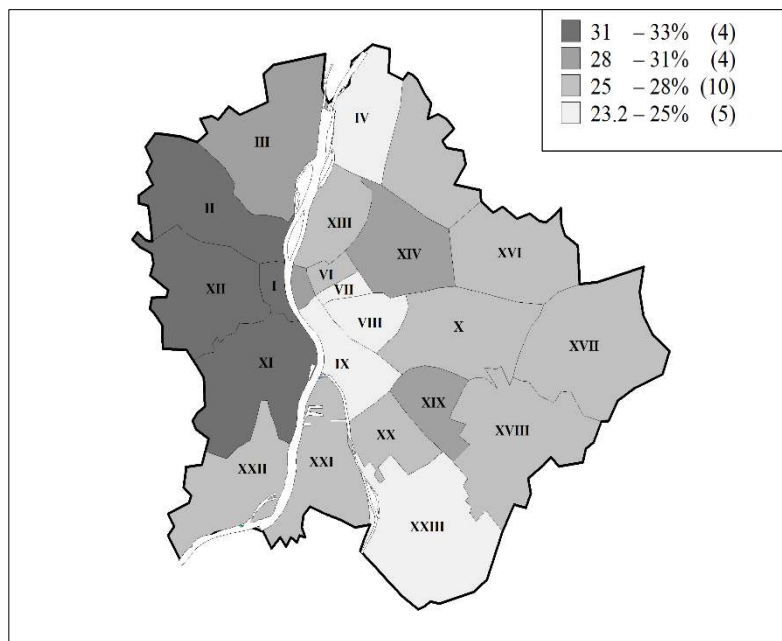 31 – 33% (4)
28 – 31% (4)
25 – 28% (10)
23.2 – 25% (5)
IV
III
II
XIII
XIV
XVI
VI
XII
I
VII
VIII
X
XVII
IX
XI
XIX
XX
XVIII
XXI
XXII
XXIII